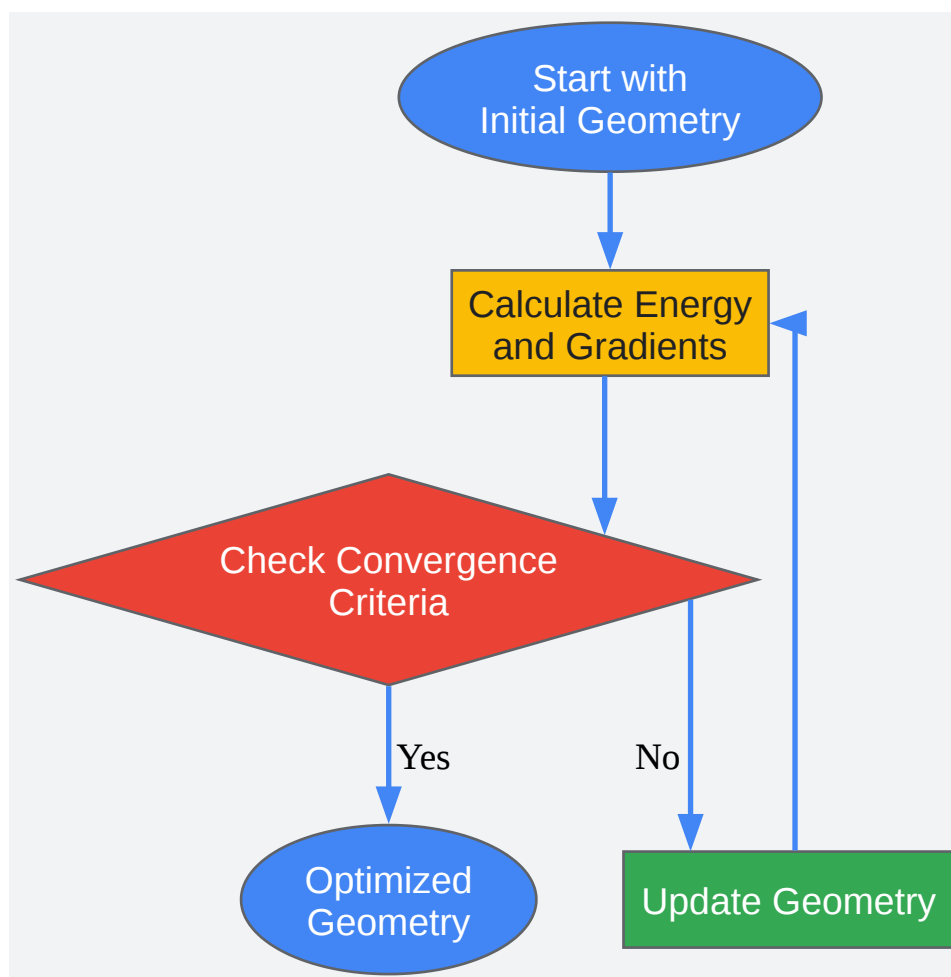 Start with
Initial Geometry
Calculate Energy
and Gradients
Check Convergence
Criteria
Yes
No
Optimized
Geometry
Update Geometry